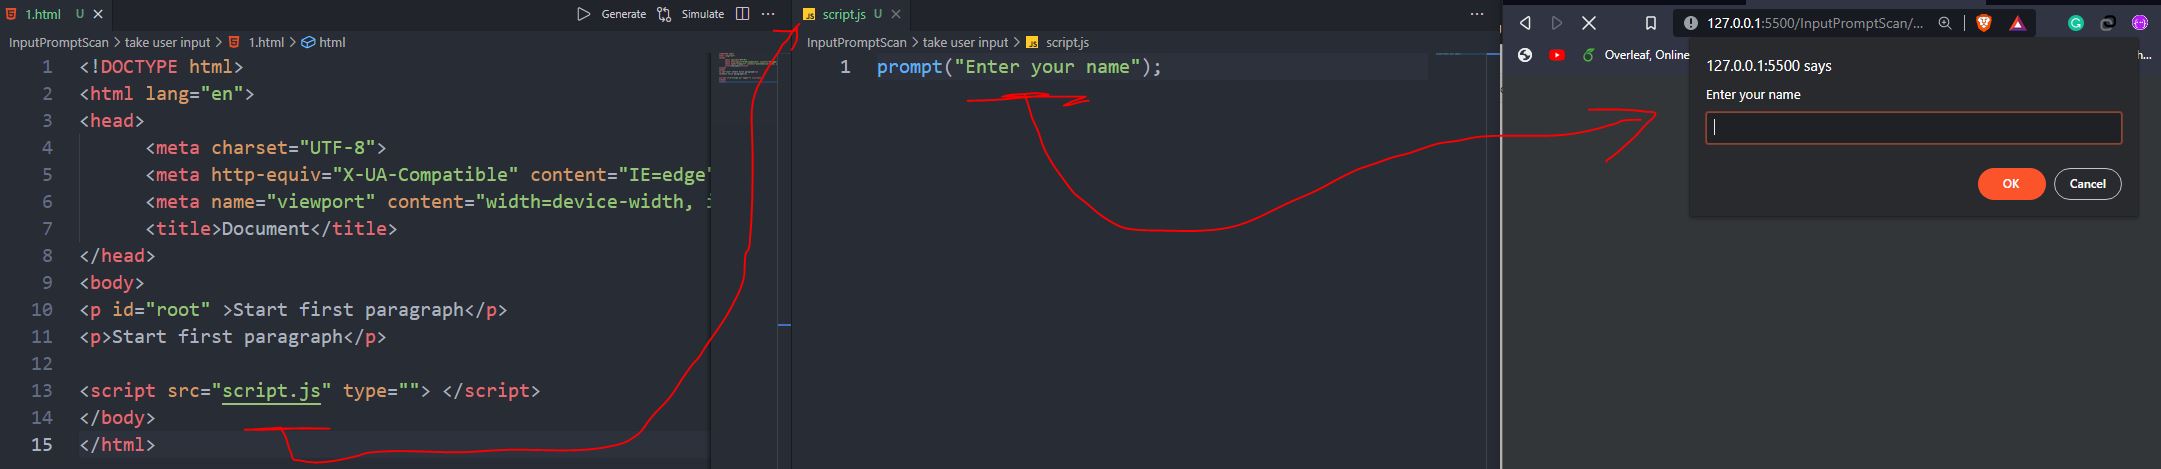 1.html U
Generate Simulate ...
InputPromptScan > take user input > 1.html > html
1 <!DOCTYPE html>
2 <html lang="en">
3 <head>
4 <meta charset="UTF-8">
5 <meta http-equiv="X-UA-Compatible" content="IE=edge"
6 <meta name="viewport" content="width=device-width, i
7 <title>Document</title>
8 </head>
9 <body>
10 <p id="root" >Start first paragraph</p>
11 <p>Start first paragraph</p>
12
13 <script src="script.js" type=""> </script>
14 </body>
15 </html>
JS script.js U
...
InputPromptScan > take user input > JS script.js
1 prompt("Enter your name");
127.0.0.1:5500/InputPromptScan/...
Overleaf, Online
127.0.0.1:5500 says
Enter your name
OK Cancel